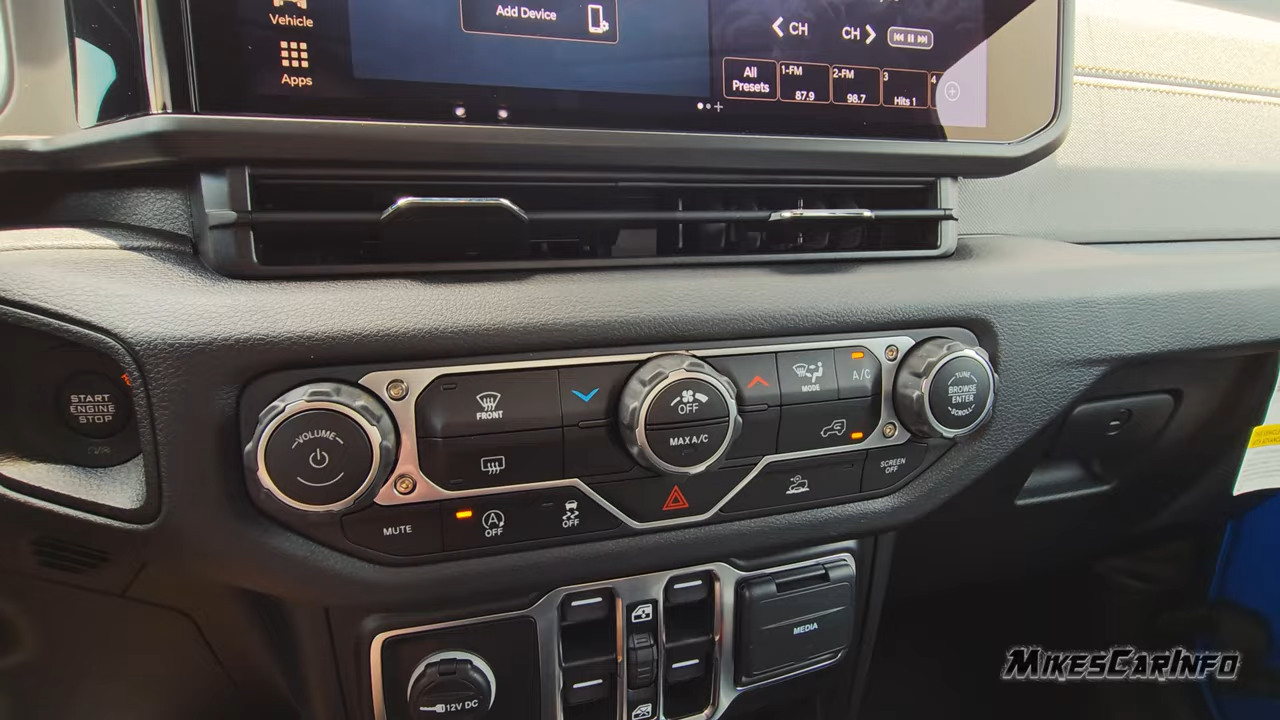 Add Device
Vehicle
CH
CH
Apps
All
Presets
1-FM
87.9
2-FM
98.7
3
Hits 1
4
START
ENGINE
STOP
VOLUME
FRONT
OFF
MAX A/C
MODE
A/C
TUNE
BROWSE
ENTER
SCROLL
MUTE
A
OFF
OFF
SCREEN
OFF
MEDIA
12V DC
MIKESCARINFO